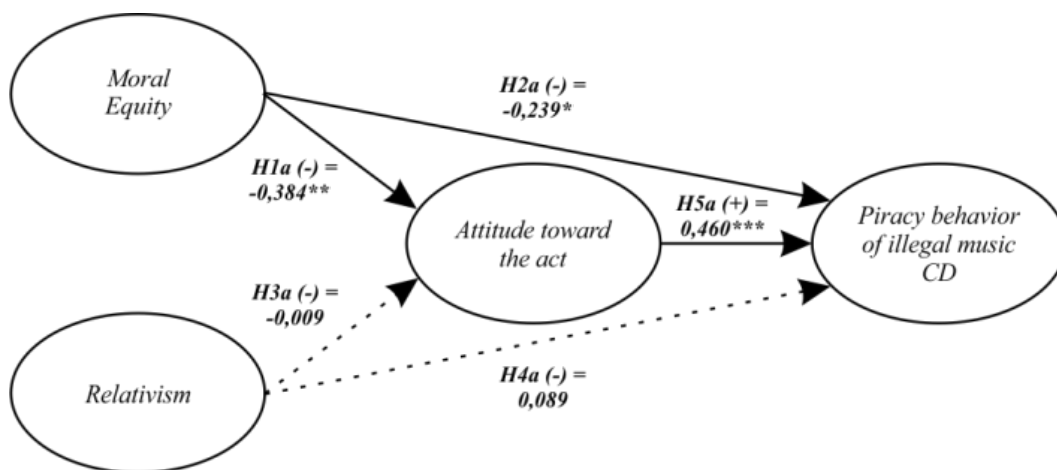 Moral
Equity
H2a (-) =
-0,239*
H1a (-) =
-0,384**
Attitude toward
the act
H5a (+) =
0,460***
Piracy behavior
of illegal music
CD
H3a (-) =
-0,009
Relativism
H4a (-) =
0,089